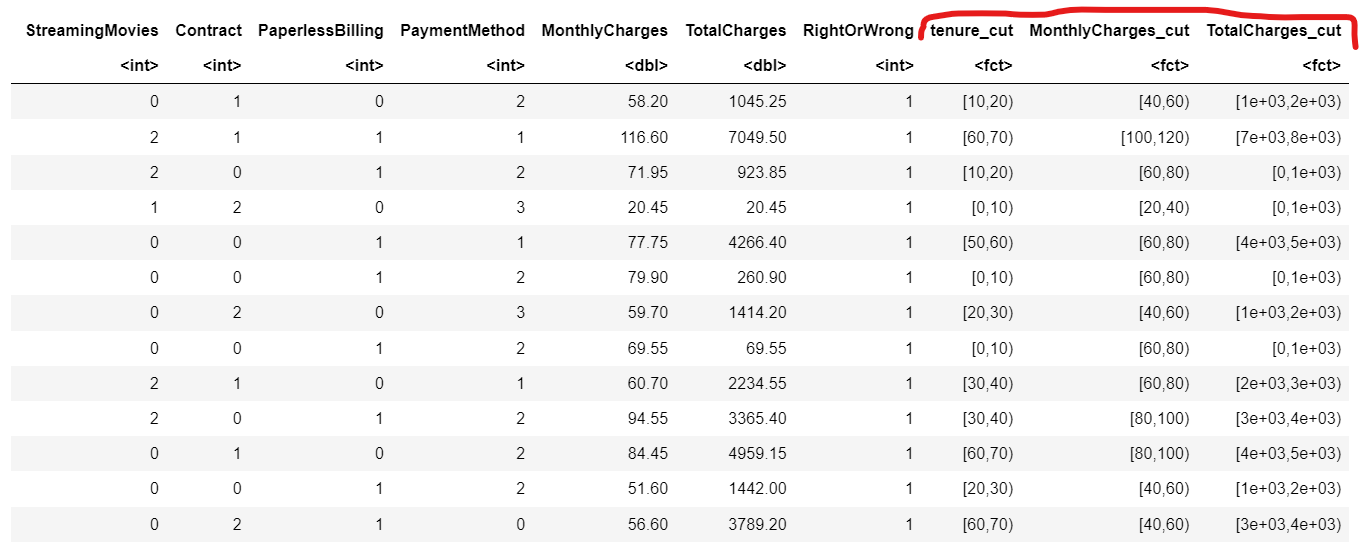 StreamingMovies Contract PaperlessBilling PaymentMethod MonthlyCharges TotalCharges RightOrWrong tenure_cut MonthlyCharges_cut TotalCharges_cut
<int> <int> <int> <int> <dbl> <dbl> <int> <fct> <fct> <fct>
0 1 0 2 58.20 1045.25 1 [10,20) [40,60) [1e+03,2e+03)
2 1 1 1 116.60 7049.50 1 [60,70) [100,120) [7e+03,8e+03)
2 0 1 2 71.95 923.85 1 [10,20) [60,80) [0,1e+03)
1 2 0 3 20.45 20.45 1 [0,10) [20,40) [0,1e+03)
0 0 1 1 77.75 4266.40 1 [50,60) [60,80) [4e+03,5e+03)
0 0 1 2 79.90 260.90 1 [0,10) [60,80) [0,1e+03)
0 2 0 3 59.70 1414.20 1 [20,30) [40,60) [1e+03,2e+03)
0 0 1 2 69.55 69.55 1 [0,10) [60,80) [0,1e+03)
2 1 0 1 60.70 2234.55 1 [30,40) [60,80) [2e+03,3e+03)
2 0 1 2 94.55 3365.40 1 [30,40) [80,100) [3e+03,4e+03)
0 1 0 2 84.45 4959.15 1 [60,70) [80,100) [4e+03,5e+03)
0 0 1 2 51.60 1442.00 1 [20,30) [40,60) [1e+03,2e+03)
0 2 1 0 56.60 3789.20 1 [60,70) [40,60) [3e+03,4e+03)